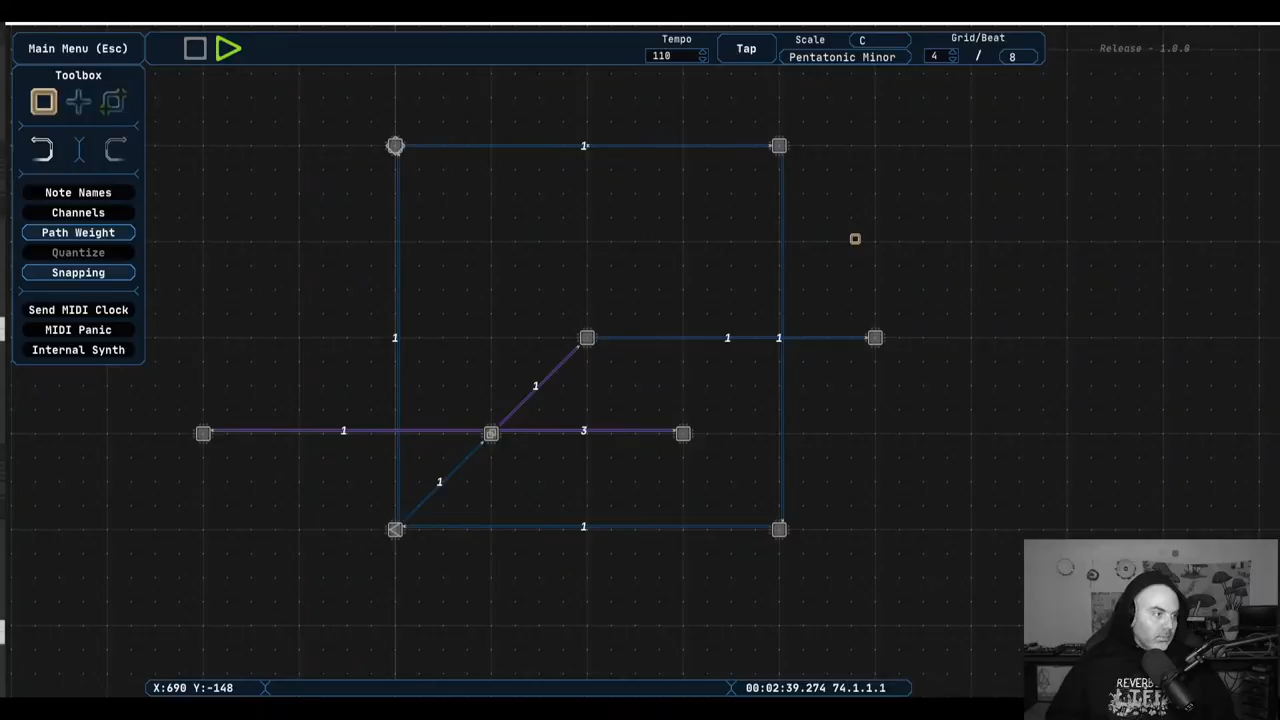 Main Menu (Esc)
Tempo
110
Tap
Scale
C
Pentatonic Minor
Grid/Beat
4 / 8
Release - 1.0.0
Toolbox
Note Names
Channels
Path Weight
Quantize
Snapping
Send MIDI Clock
MIDI Panic
Internal Synth
1
1
1
1
1
1
3
1
1
X:690 Y:-148
00:02:39.274 74.1.1.1
REVERB